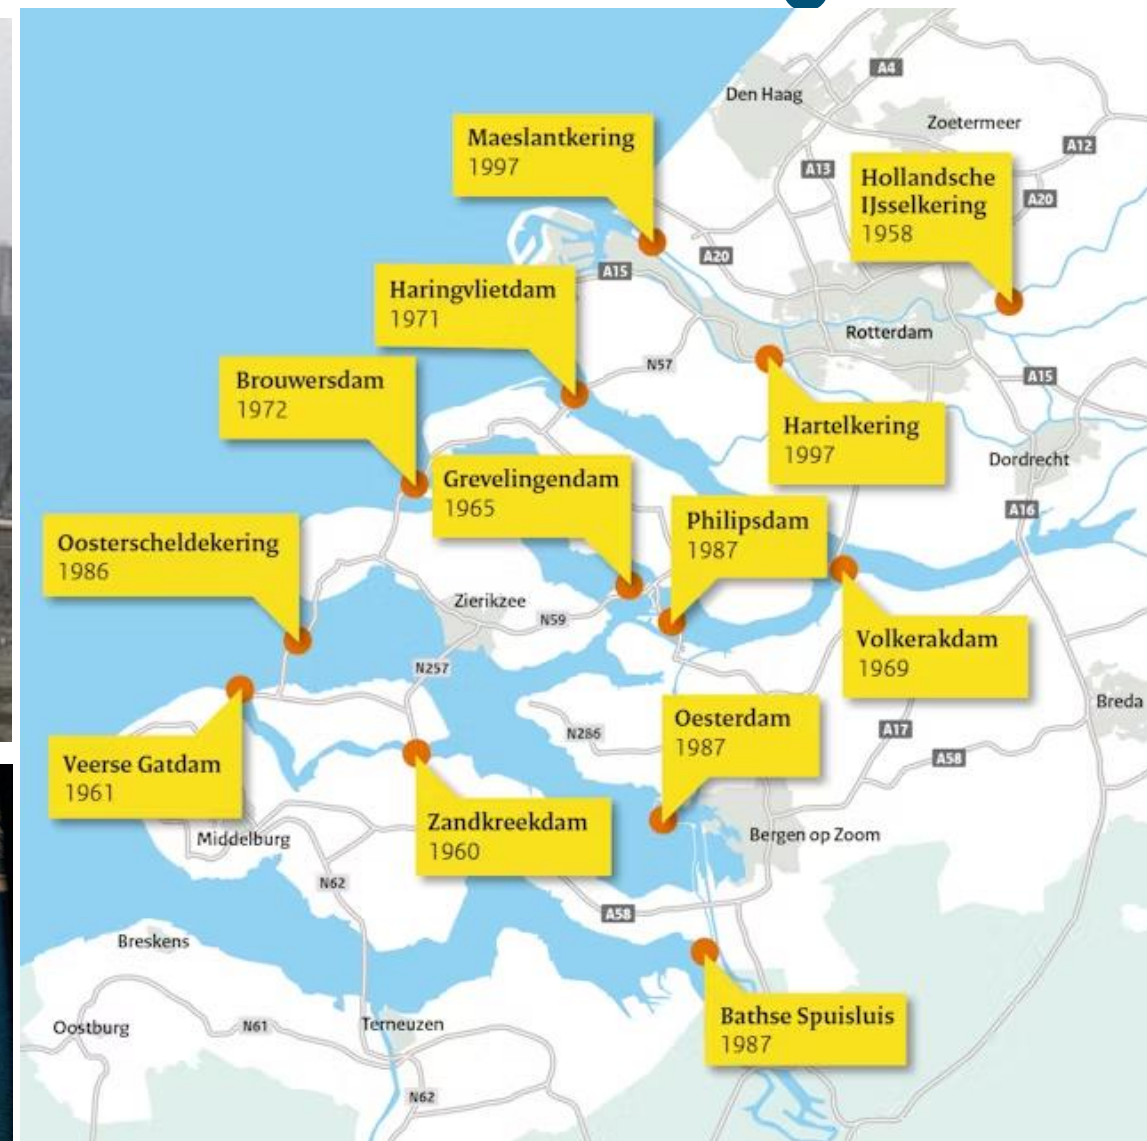 A4
Den Haag
Zoetermeer
A12
Maeslantkering
1997
A13
Hollandsche
IJsselkering
1958
A20
A20
A15
Haringvlietdam
1971
Rotterdam
N57
A15
Brouwersdam
1972
Hartelkering
1997
Dordrecht
Grevelingendam
1965
A16
Philipsdam
1987
Oosterscheldekering
1986
Zierikzee
N59
Volkerakdam
1969
N257
Breda
Oesterdam
1987
N286
A17
A58
Veerse Gatdam
1961
Zandkreekdam
1960
Middelburg
Bergen op Zoom
N62
A58
Breskens
Bathse Spuisluis
1987
Oostburg
N61
Terneuzen
N62